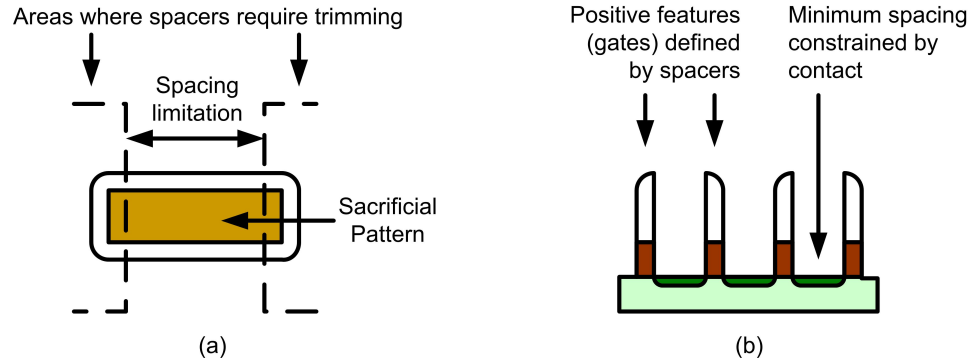 Areas where spacers require trimming
Spacing
limitation
Sacrificial
Pattern
(a)
Positive features
(gates) defined
by spacers
Minimum spacing
constrained by
contact
(b)